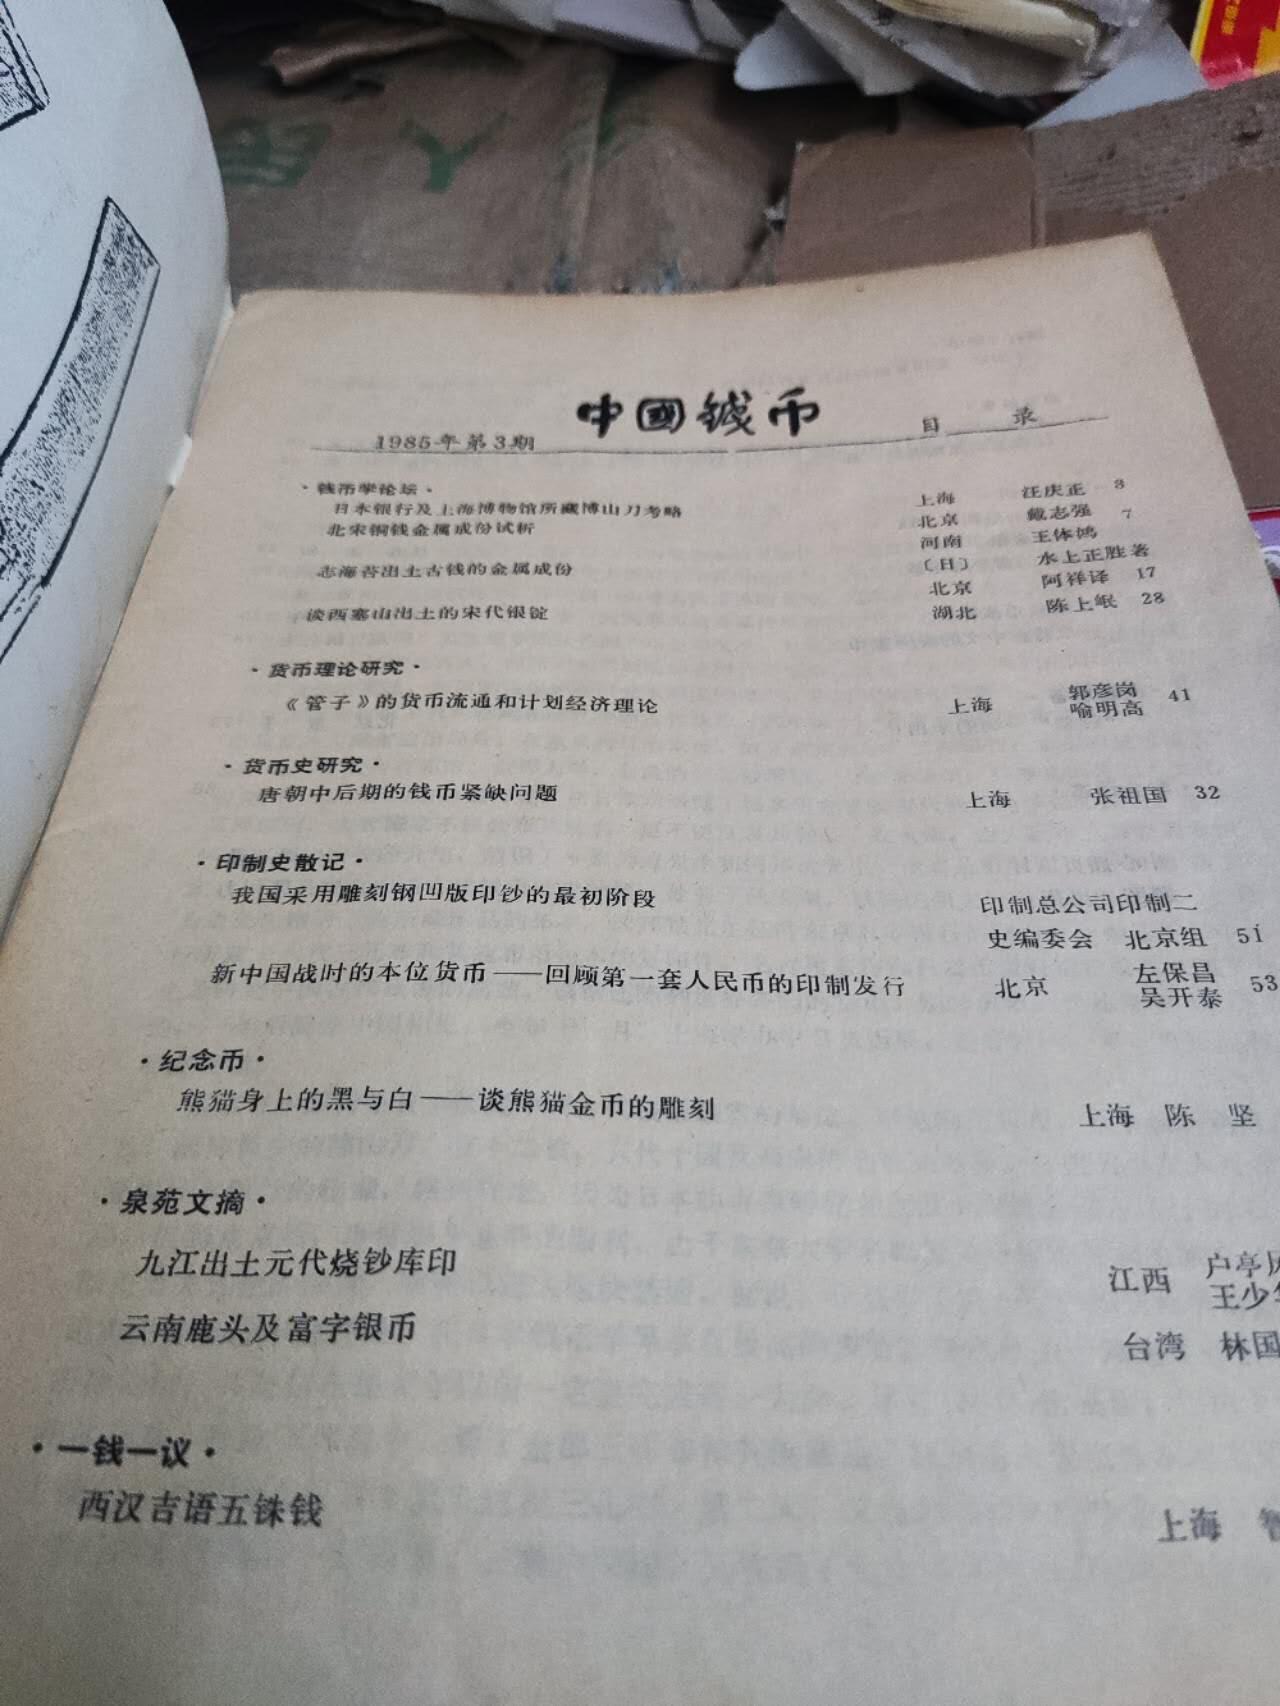 中國钱币
1985年第3期 目 录
·钱币学论坛·
日本银行及上海博物馆所藏博山刀考略 上海 汪庆正 3
北宋铜钱金属成份试析 北京 戴志强 7
河南 王体鸿
志海苔出土古钱的金属成份 〔日〕 水上正胜著
北京 阿祥译 17
谈西塞山出土的宋代银锭 湖北 陈上岷 28
·货币理论研究·
《管子》的货币流通和计划经济理论 上海 郭彦岗 41
喻明高
·货币史研究·
唐朝中后期的钱币紧缺问题 上海 张祖国 32
·印制史散记·
我国采用雕刻钢凹版印钞的最初阶段 印制总公司印制二
史编委会 北京组 51
新中国战时的本位货币——回顾第一套人民币的印制发行 北京 左保昌 53
吴开泰
·纪念币·
熊猫身上的黑与白——谈熊猫金币的雕刻 上海 陈 坚
·泉苑文摘·
九江出土元代烧钞库印 江西 户亭
王少
云南鹿头及富字银币 台湾 林国
·一钱一议·
西汉吉语五铢钱 上海